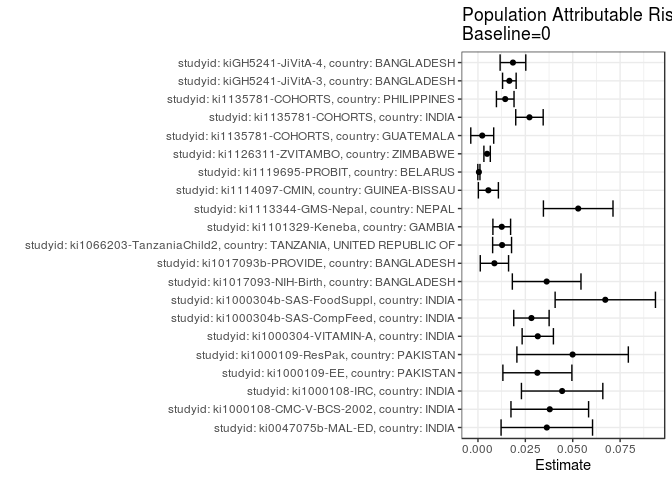 Population Attributable Ris
Baseline=0
studyid: kiGH5241-JiVitA-4, country: BANGLADESH
studyid: kiGH5241-JiVitA-3, country: BANGLADESH
studyid: ki1135781-COHORTS, country: PHILIPPINES
studyid: ki1135781-COHORTS, country: INDIA
studyid: ki1135781-COHORTS, country: GUATEMALA
studyid: ki1126311-ZVITAMBO, country: ZIMBABWE
studyid: ki1119695-PROBIT, country: BELARUS
studyid: ki1114097-CMIN, country: GUINEA-BISSAU
studyid: ki1113344-GMS-Nepal, country: NEPAL
studyid: ki1101329-Keneba, country: GAMBIA
studyid: ki1066203-TanzaniaChild2, country: TANZANIA, UNITED REPUBLIC OF
studyid: ki1017093b-PROVIDE, country: BANGLADESH
studyid: ki1017093-NIH-Birth, country: BANGLADESH
studyid: ki1000304b-SAS-FoodSuppl, country: INDIA
studyid: ki1000304b-SAS-CompFeed, country: INDIA
studyid: ki1000304-VITAMIN-A, country: INDIA
studyid: ki1000109-ResPak, country: PAKISTAN
studyid: ki1000109-EE, country: PAKISTAN
studyid: ki1000108-IRC, country: INDIA
studyid: ki1000108-CMC-V-BCS-2002, country: INDIA
studyid: ki0047075b-MAL-ED, country: INDIA
0.000 0.025 0.050 0.075
Estimate